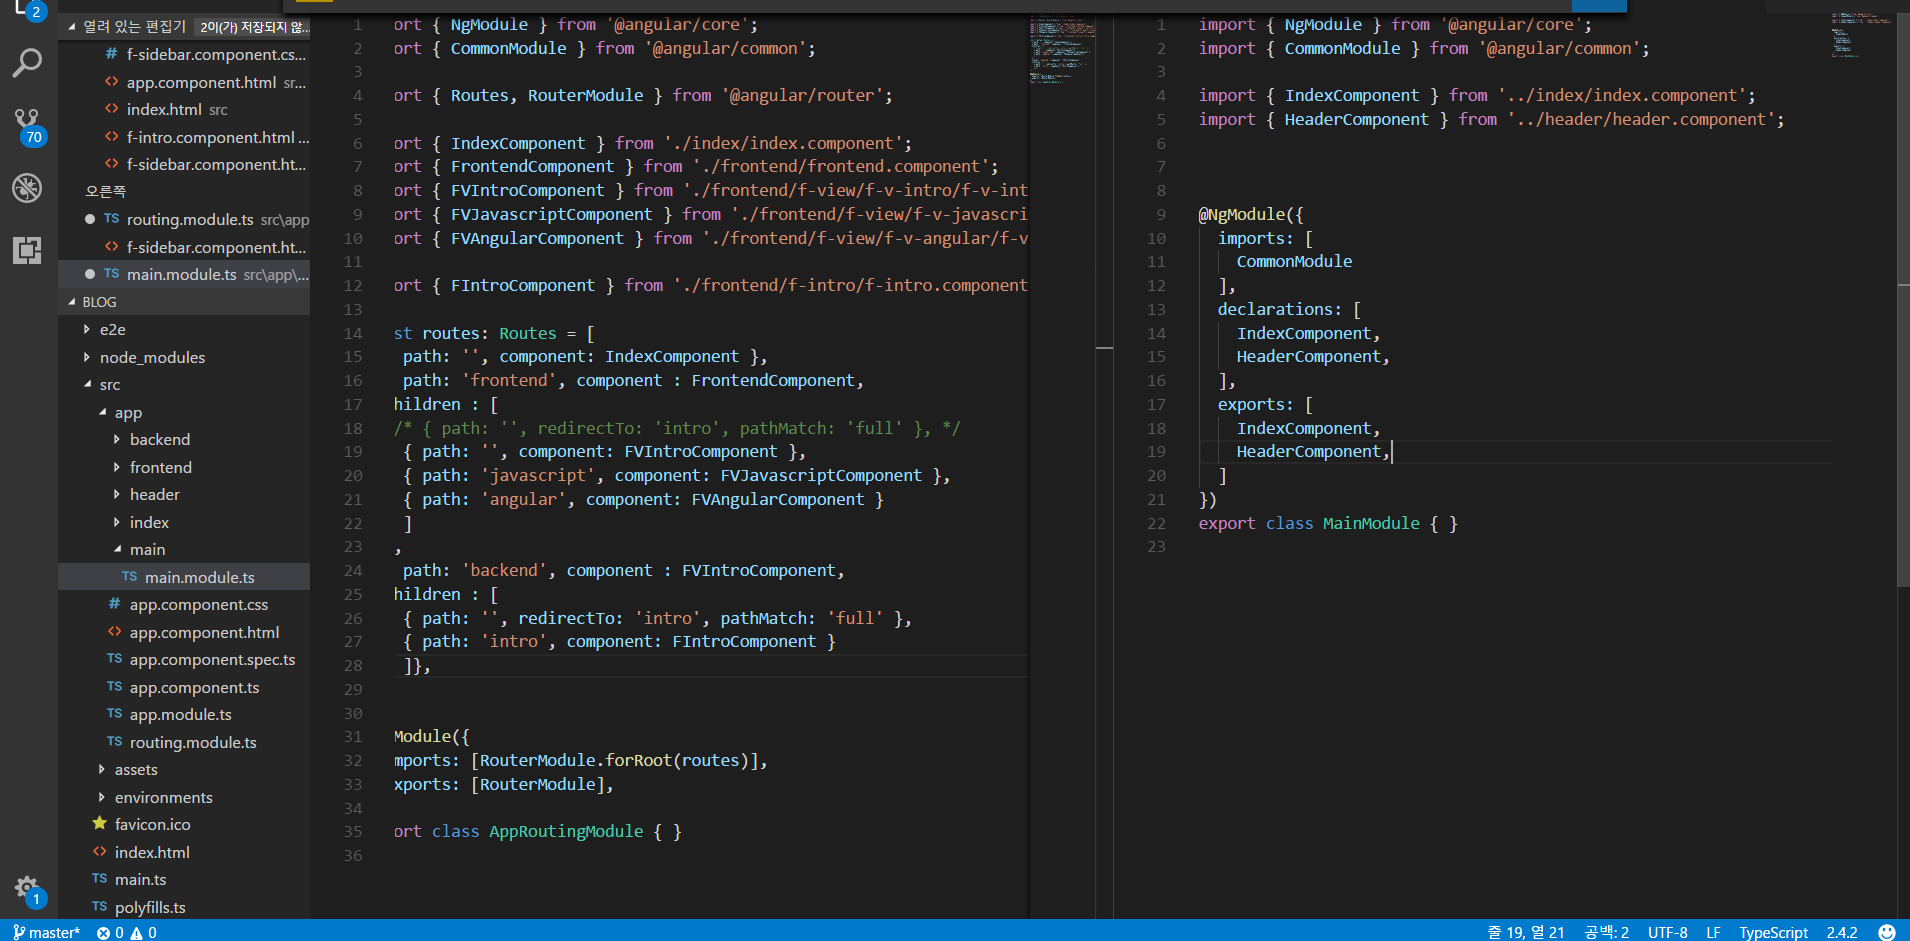 2
열려 있는 편집기 2이(가) 저장되지 않...
# f-sidebar.component.cs...
<> app.component.html sr...
<> index.html src
70
<> f-intro.component.html ...
<> f-sidebar.component.ht...
오른쪽
TS routing.module.ts src\app
<> f-sidebar.component.ht...
TS main.module.ts src\app\...
BLOG
e2e
node_modules
src
app
backend
frontend
header
index
main
TS main.module.ts
# app.component.css
<> app.component.html
TS app.component.spec.ts
TS app.component.ts
TS app.module.ts
TS routing.module.ts
assets
environments
favicon.ico
<> index.html
TS main.ts
TS polyfills.ts
1
1 ort { NgModule } from '@angular/core';
2 ort { CommonModule } from '@angular/common';
3
4 ort { Routes, RouterModule } from '@angular/router';
5
6 ort { IndexComponent } from './index/index.component';
7 ort { FrontendComponent } from './frontend/frontend.component';
8 ort { FVIntroComponent } from './frontend/f-view/f-v-intro/f-v-int
9 ort { FVJavascriptComponent } from './frontend/f-view/f-v-javascri
10 ort { FVAngularComponent } from './frontend/f-view/f-v-angular/f-v
11
12 ort { FIntroComponent } from './frontend/f-intro/f-intro.component
13
14 st routes: Routes = [
15 path: '', component: IndexComponent },
16 path: 'frontend', component : FrontendComponent,
17 hildren : [
18 /* { path: '', redirectTo: 'intro', pathMatch: 'full' }, */
19 { path: '', component: FVIntroComponent },
20 { path: 'javascript', component: FVJavascriptComponent },
21 { path: 'angular', component: FVAngularComponent }
22 ]
23 ,
24 path: 'backend', component : FVIntroComponent,
25 hildren : [
26 { path: '', redirectTo: 'intro', pathMatch: 'full' },
27 { path: 'intro', component: FIntroComponent }
28 ]},
29
30
31 Module({
32 mports: [RouterModule.forRoot(routes)],
33 xports: [RouterModule],
34
35 ort class AppRoutingModule { }
36
1 import { NgModule } from '@angular/core';
2 import { CommonModule } from '@angular/common';
3
4 import { IndexComponent } from '../index/index.component';
5 import { HeaderComponent } from '../header/header.component';
6
7
8
9 @NgModule({
10 imports: [
11 CommonModule
12 ],
13 declarations: [
14 IndexComponent,
15 HeaderComponent,
16 ],
17 exports: [
18 IndexComponent,
19 HeaderComponent,
20 ]
21 })
22 export class MainModule { }
23
master* 0 0 줄 19, 열 21 공백: 2 UTF-8 LF TypeScript 2.4.2